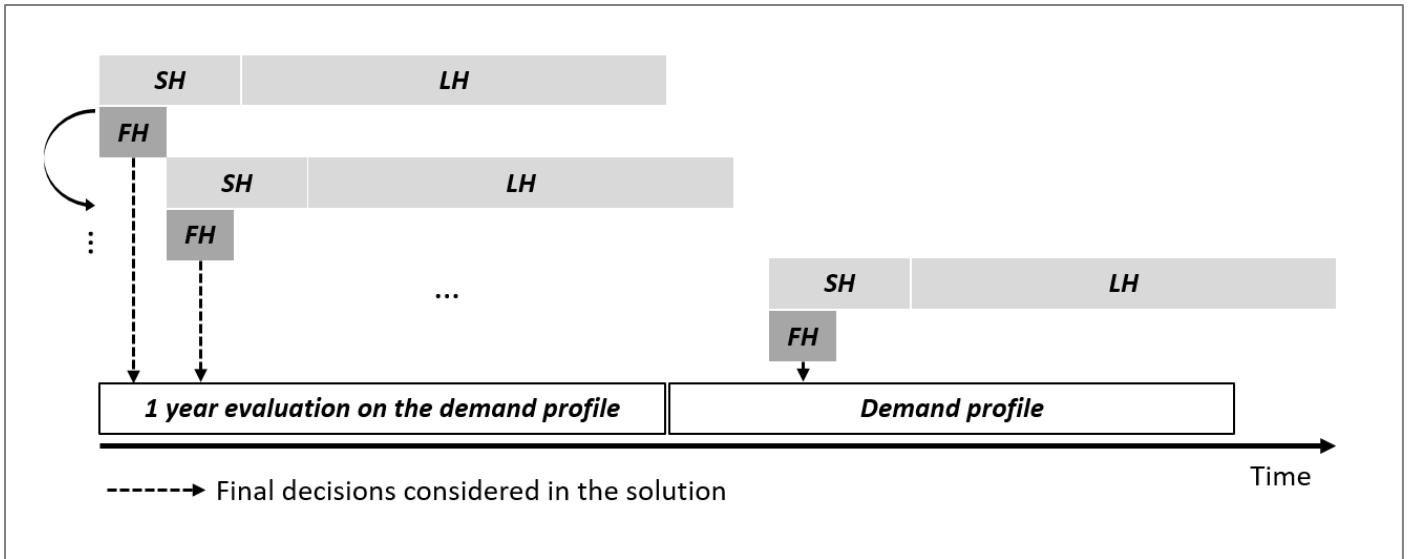 SH LH
FH
SH LH
⋮
FH
...
SH LH
FH
1 year evaluation on the demand profile Demand profile
Time
Final decisions considered in the solution